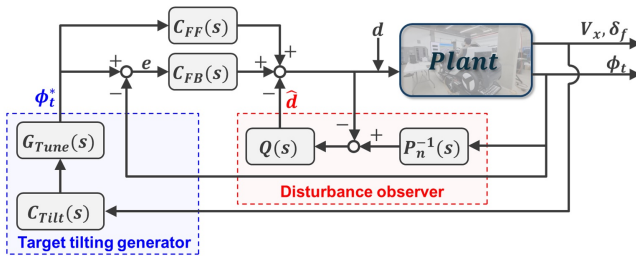 C_FF(s)
d
V_x, δ_f
+
+
e
C_FB(s)
+
Plant
ϕ_t
−
−
ϕ_t^*
d̂
G_Tune(s)
Q(s)
−
+
P_n^{-1}(s)
C_Tilt(s)
Disturbance observer
Target tilting generator